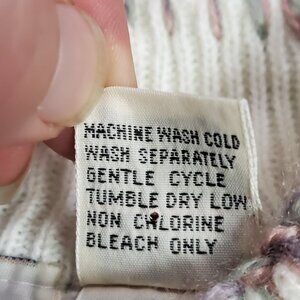 MACHINE WASH COLD
WASH SEPARATELY
GENTLE CYCLE
TUMBLE DRY LOW
NON CHLORINE
BLEACH ONLY